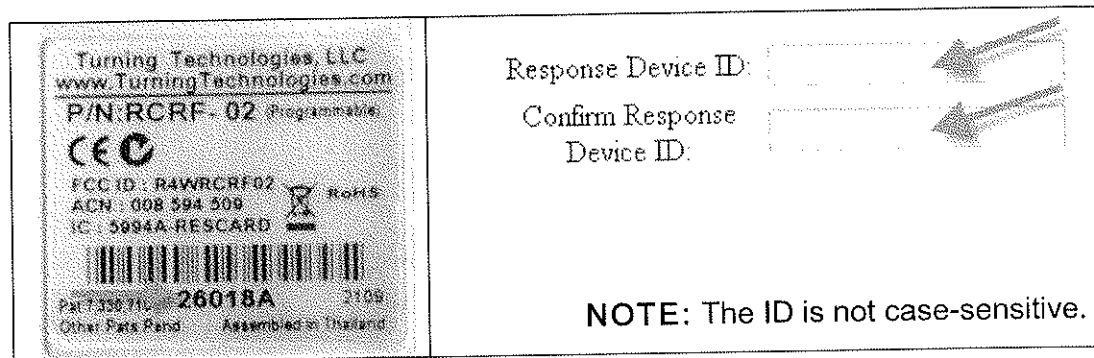 Turning Technologies, LLC
www.TurningTechnologies.com
P/N:RCRF-02 Programmable
CE
FCC ID : R4WRCRF02
ACN : 008 594 509
RoHS
IC : 5994A-RESCARD
26018A 2109
Other Pats Pend. Assembled in Thailand
Response Device ID:
Confirm Response
Device ID:
NOTE: The ID is not case-sensitive.